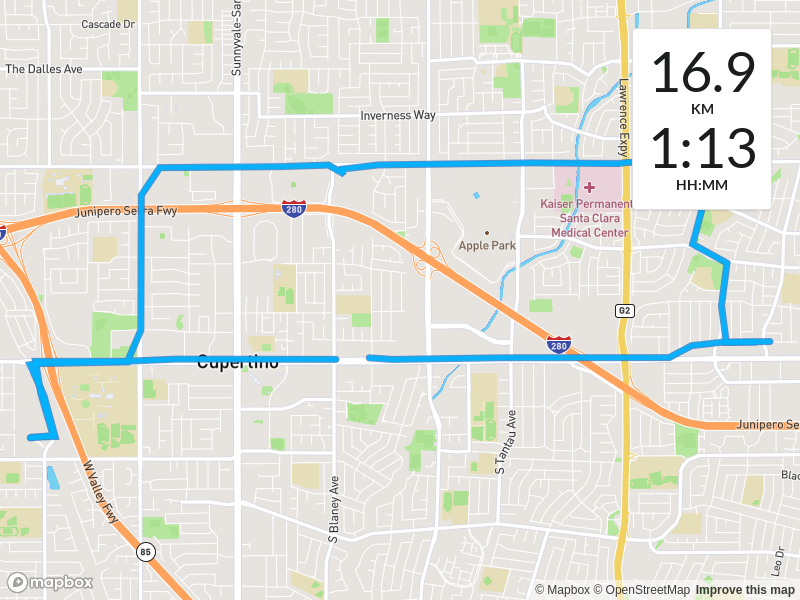 Cascade Dr
Sunnyvale-Sar
The Dalles Ave
Inverness Way
Lawrence Expy
16.9
KM
1:13
HH:MM
Junipero Serra Fwy
280
Kaiser Permanent
Santa Clara
Medical Center
Apple Park
G2
280
Cupertino
S Tantau Ave
Junipero Se
W Valley Fwy
S Blaney Ave
85
Leo Dr
mapbox
© Mapbox © OpenStreetMap Improve this map